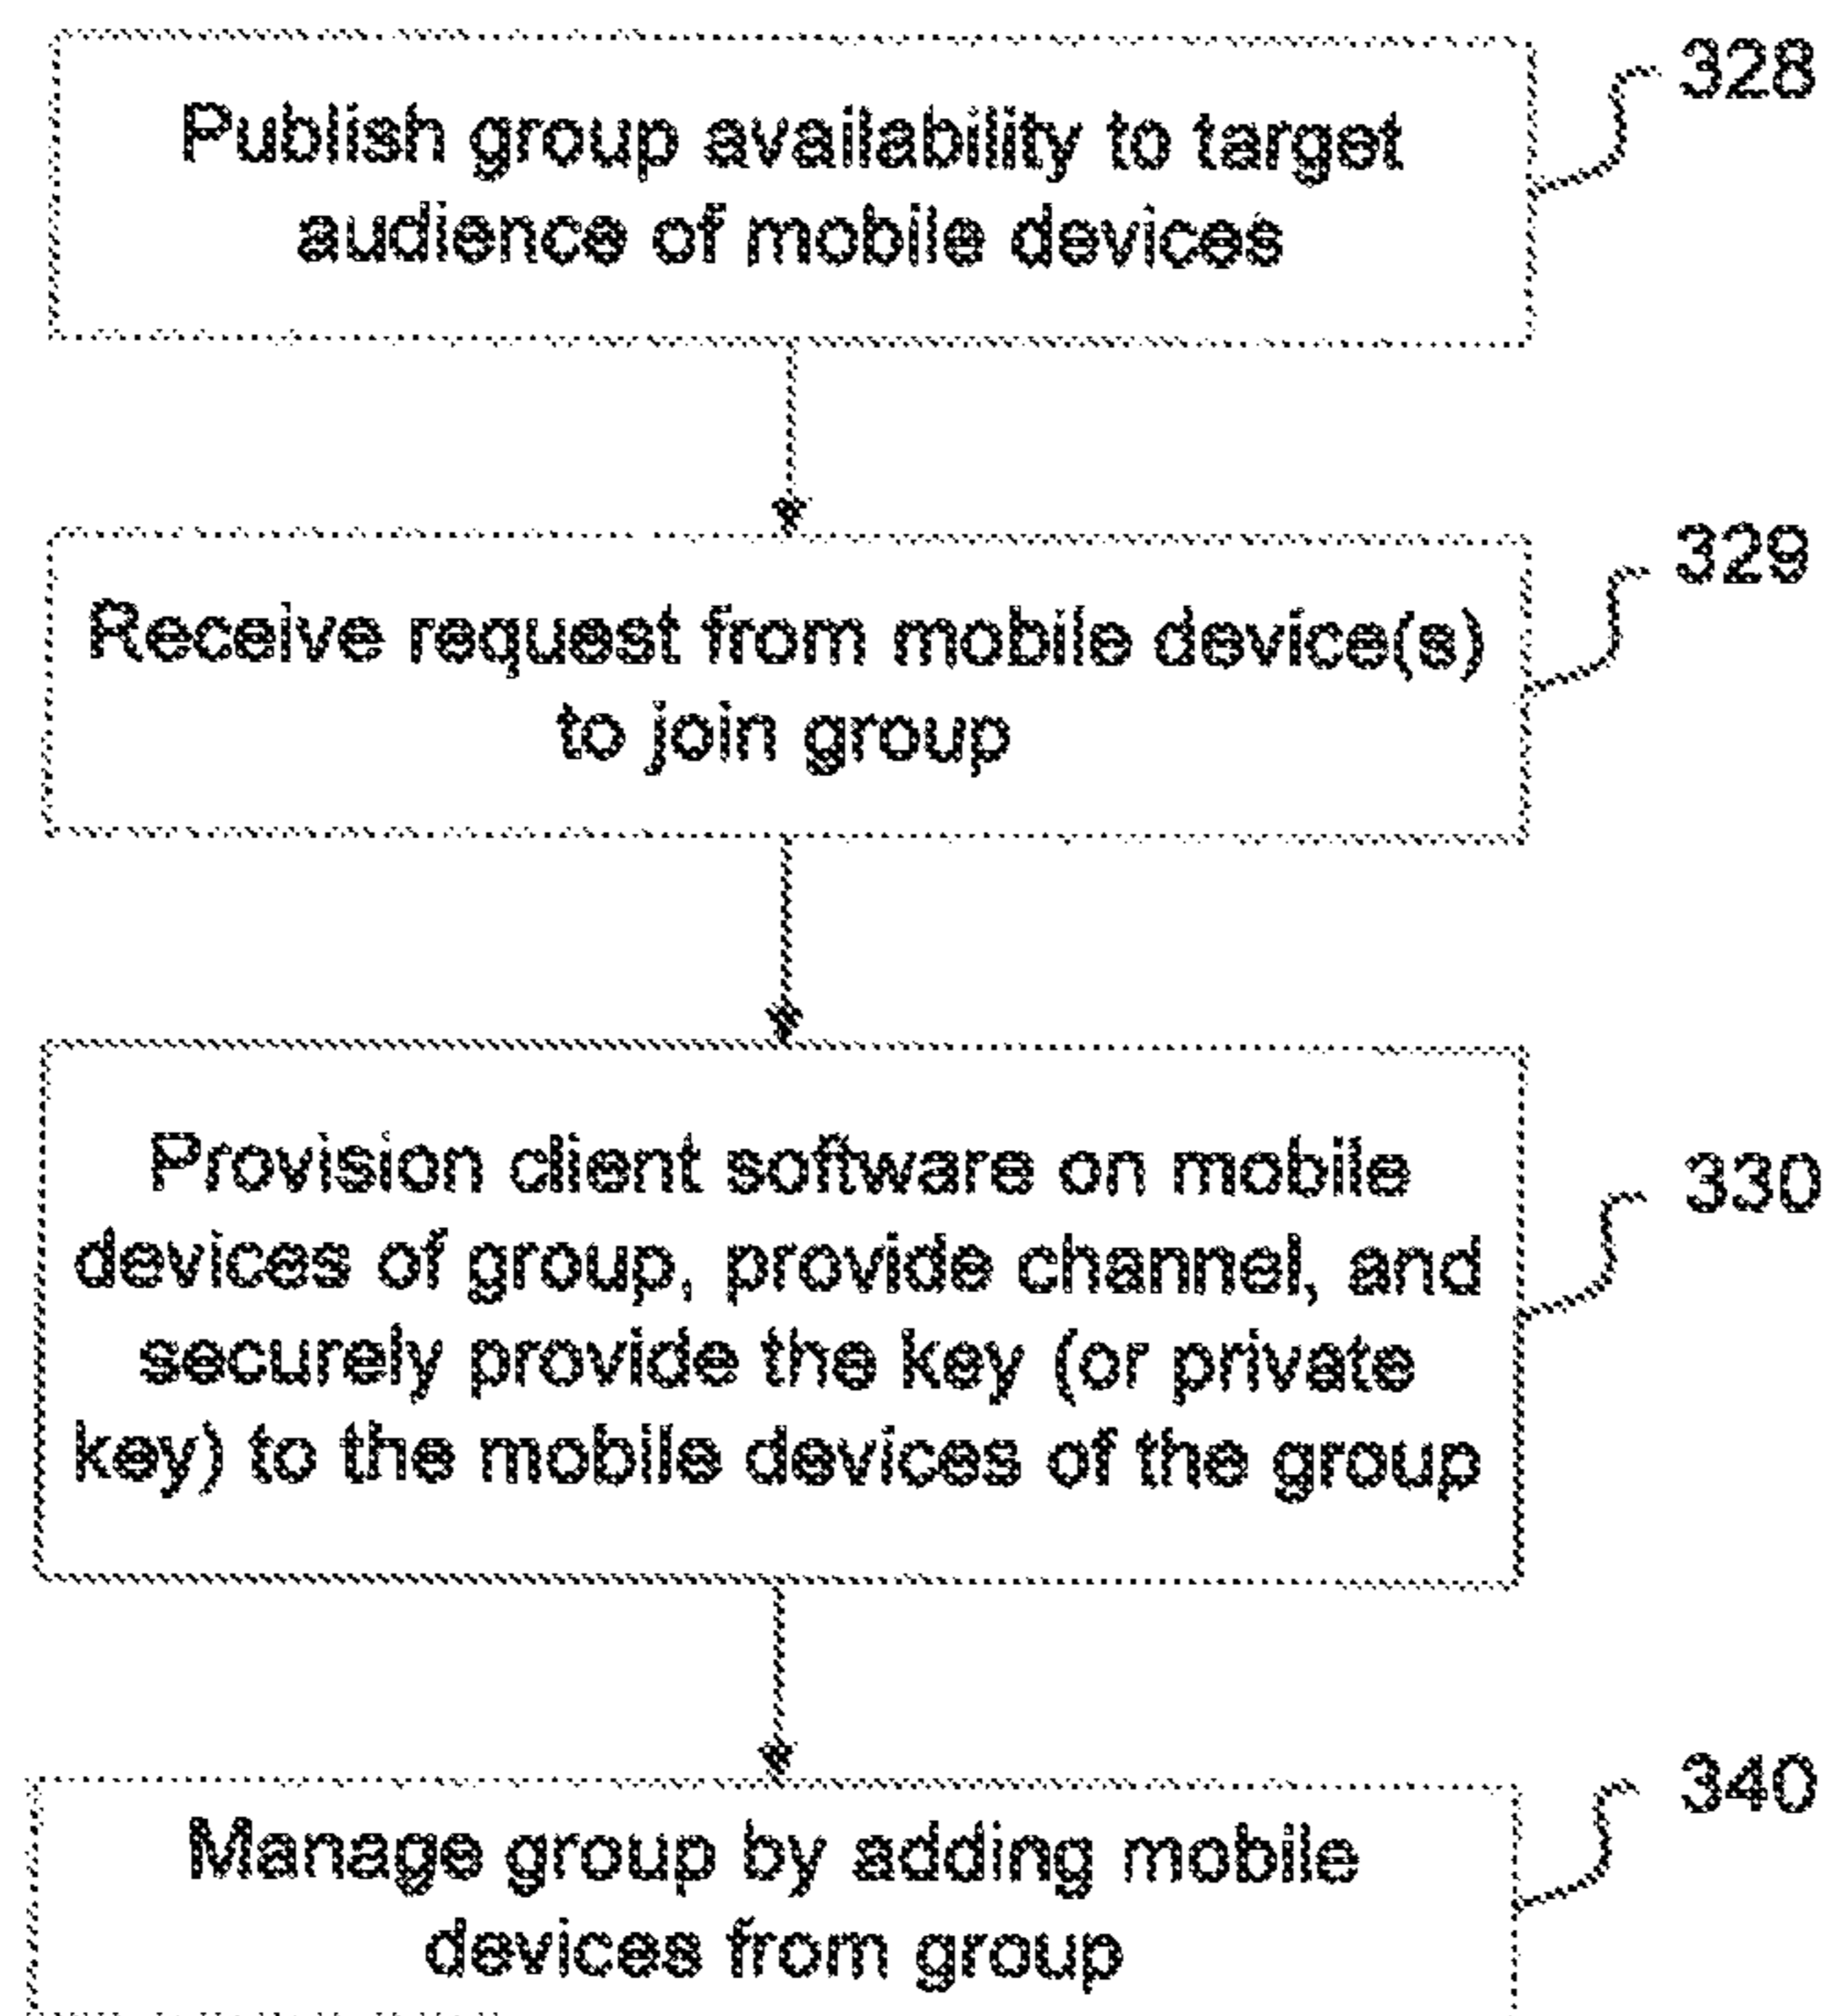 Publish group availability to target
audience of mobile devices
328
Receive request from mobile device(s)
to join group
329
Provision client software on mobile
devices of group, provide channel, and
securely provide the key (or private
key) to the mobile devices of the group
330
Manage group by adding mobile
devices from group
340